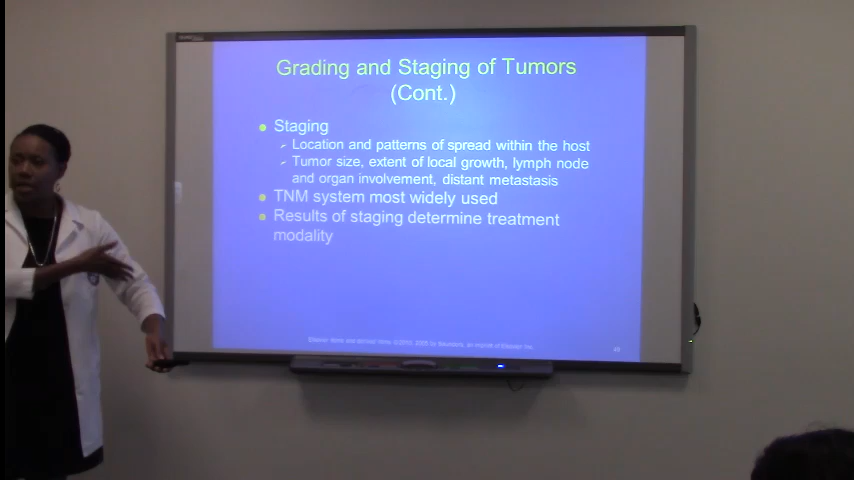 Grading and Staging of Tumors
(Cont.)
Staging
Location and patterns of spread within the host
Tumor size, extent of local growth, lymph node
and organ involvement, distant metastasis
TNM system most widely used
Results of staging determine treatment
modality